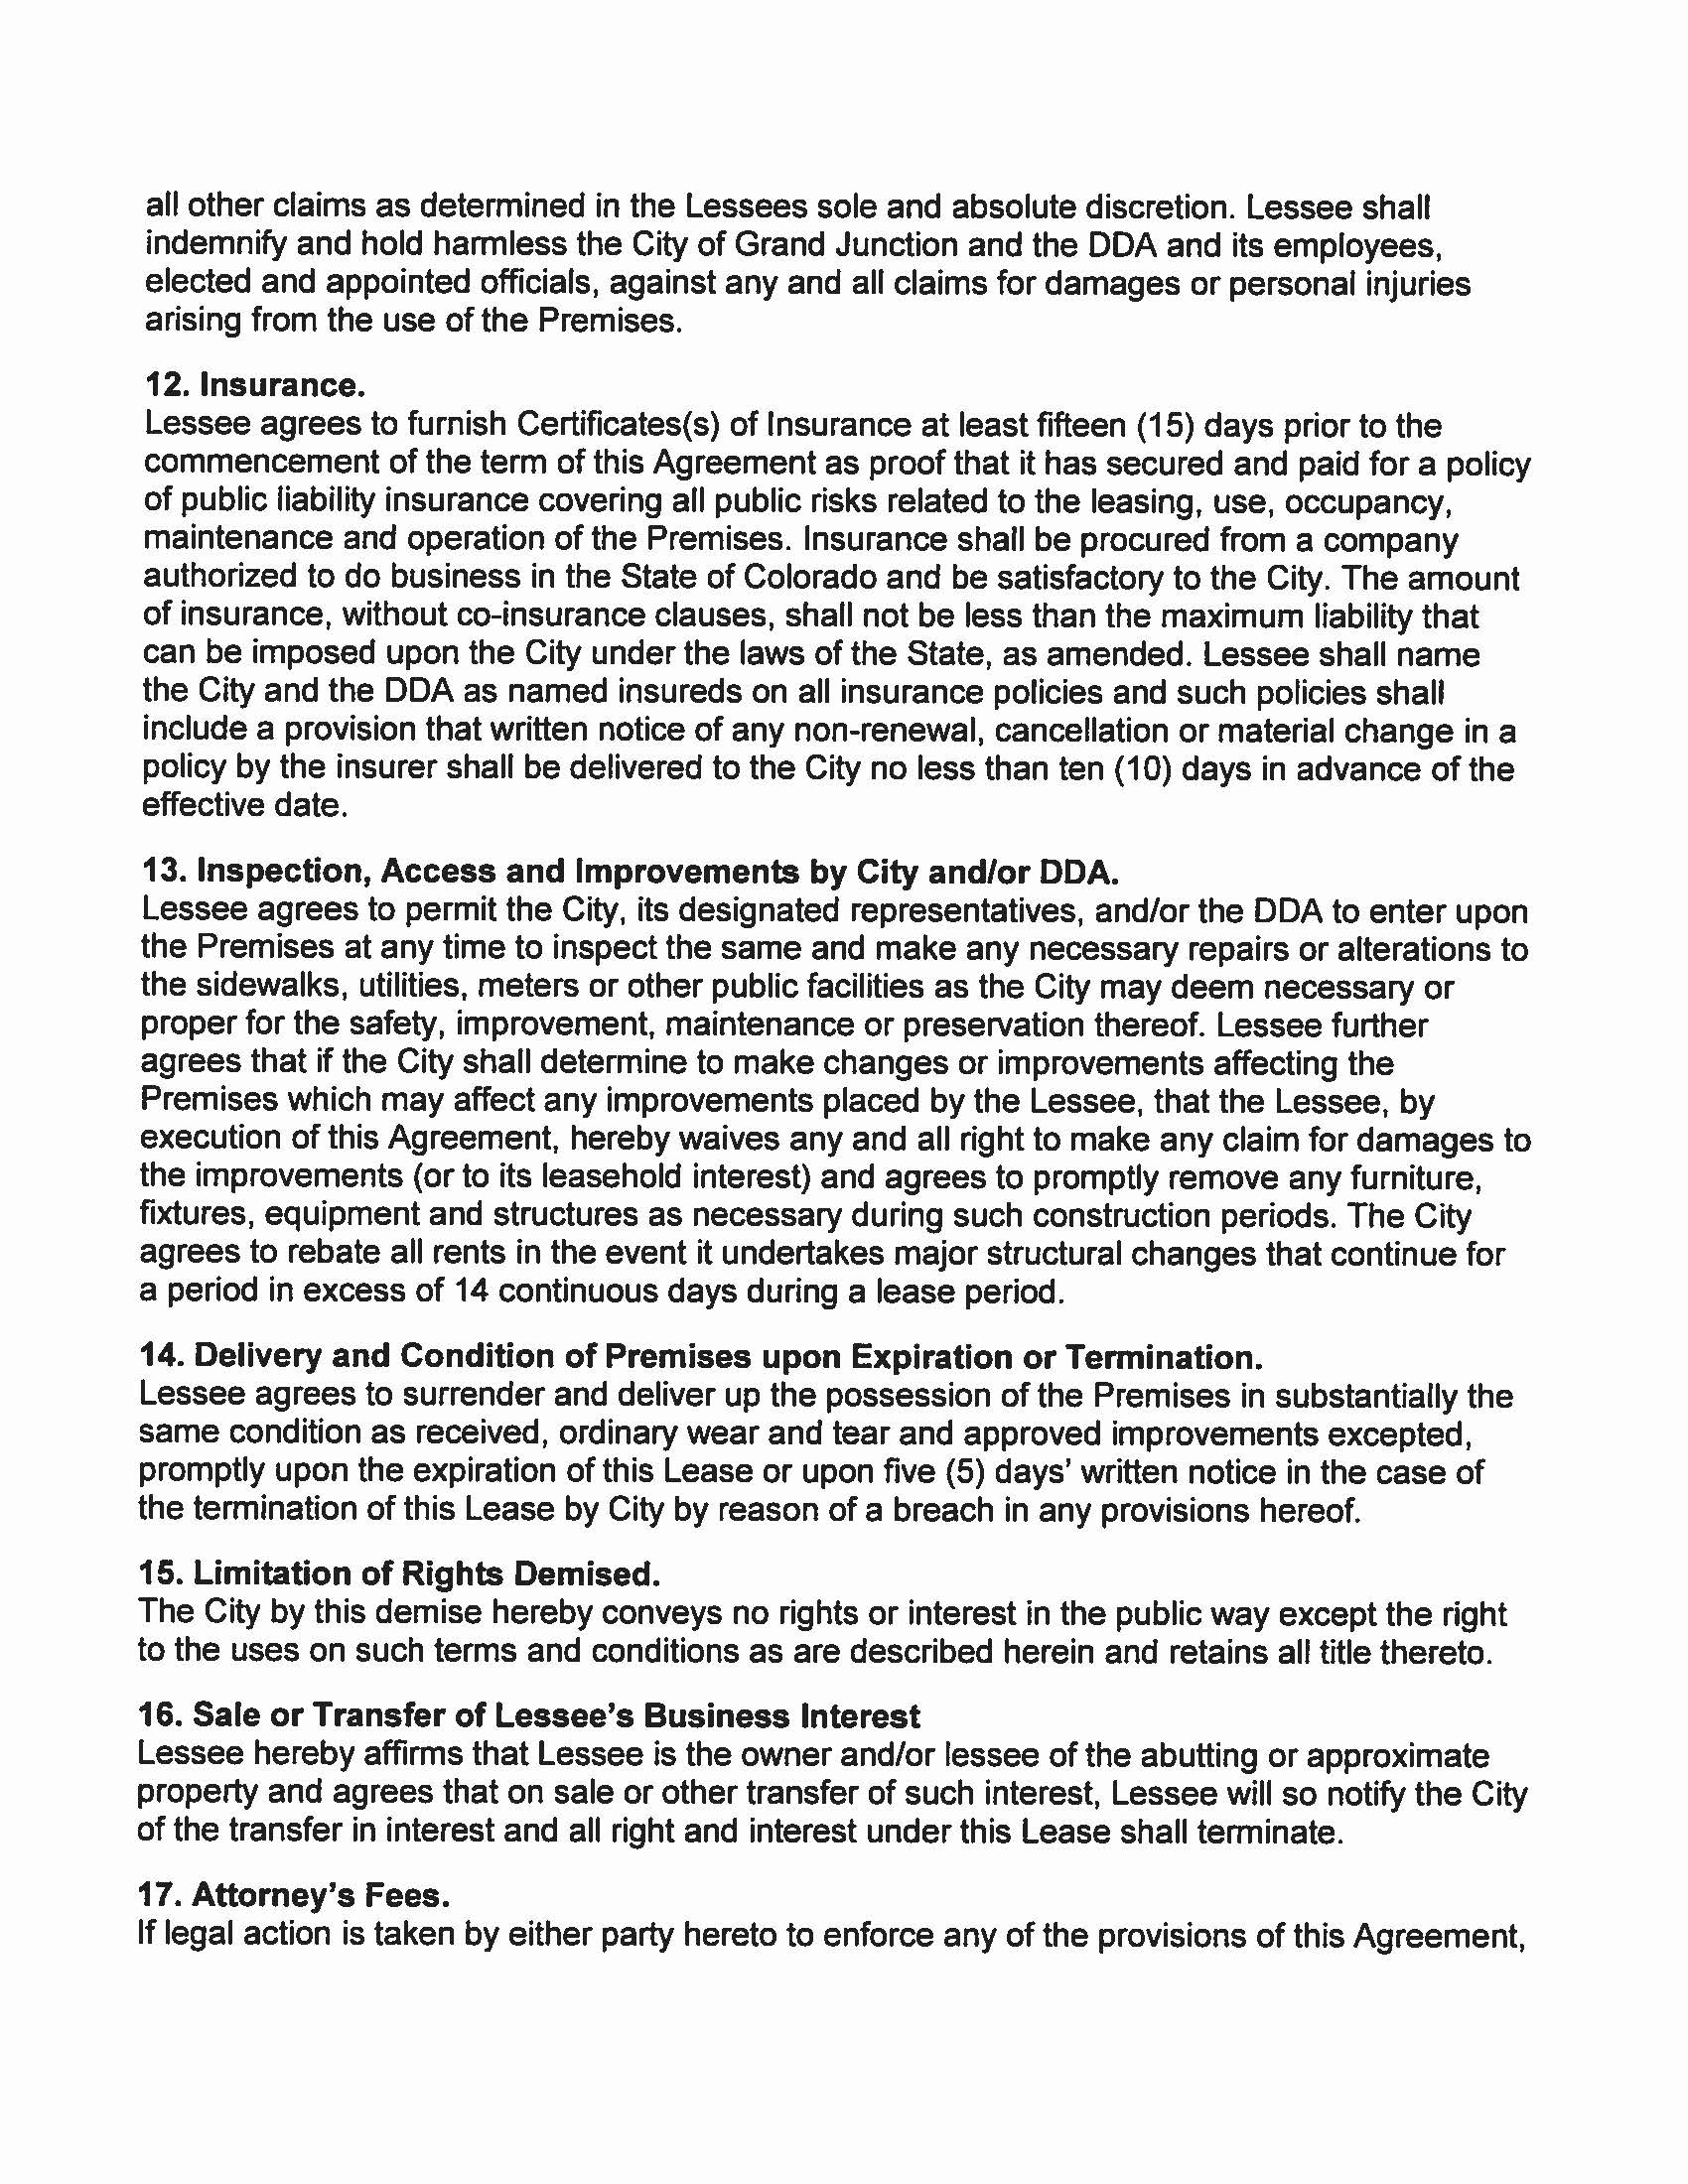 all other claims as determined in the Lessees sole and absolute discretion. Lessee shall
indemnify and hold harmless the City of Grand Junction and the DDA and its employees,
elected and appointed officials, against any and all claims for damages or personal injuries
arising from the use of the Premises.
12. Insurance.
Lessee agrees to furnish Certificates(s) of Insurance at least fifteen (15) days prior to the
commencement of the term of this Agreement as proof that it has secured and paid for a policy
of public liability insurance covering all public risks related to the leasing, use, occupancy,
maintenance and operation of the Premises. Insurance shall be procured from a company
authorized to do business in the State of Colorado and be satisfactory to the City. The amount
of insurance, without co-insurance clauses, shall not be less than the maximum liability that
can be imposed upon the City under the laws of the State, as amended. Lessee shall name
the City and the DDA as named insureds on all insurance policies and such policies shall
include a provision that written notice of any non-renewal, cancellation or material change in a
policy by the insurer shall be delivered to the City no less than ten (10) days in advance of the
effective date.
13. Inspection, Access and Improvements by City and/or DDA.
Lessee agrees to permit the City, its designated representatives, and/or the DDA to enter upon
the Premises at any time to inspect the same and make any necessary repairs or alterations to
the sidewalks, utilities, meters or other public facilities as the City may deem necessary or
proper for the safety, improvement, maintenance or preservation thereof. Lessee further
agrees that if the City shall determine to make changes or improvements affecting the
Premises which may affect any improvements placed by the Lessee, that the Lessee, by
execution of this Agreement, hereby waives any and all right to make any claim for damages to
the improvements (or to its leasehold interest) and agrees to promptly remove any furniture,
fixtures, equipment and structures as necessary during such construction periods. The City
agrees to rebate all rents in the event it undertakes major structural changes that continue for
a period in excess of 14 continuous days during a lease period.
14. Delivery and Condition of Premises upon Expiration or Termination.
Lessee agrees to surrender and deliver up the possession of the Premises in substantially the
same condition as received, ordinary wear and tear and approved improvements excepted,
promptly upon the expiration of this Lease or upon five (5) days' written notice in the case of
the termination of this Lease by City by reason of a breach in any provisions hereof.
15. Limitation of Rights Demised.
The City by this demise hereby conveys no rights or interest in the public way except the right
to the uses on such terms and conditions as are described herein and retains all title thereto.
16. Sale or Transfer of Lessee's Business Interest
Lessee hereby affirms that Lessee is the owner and/or lessee of the abutting or approximate
property and agrees that on sale or other transfer of such interest, Lessee will so notify the City
of the transfer in interest and all right and interest under this Lease shall terminate.
17. Attorney's Fees.
If legal action is taken by either party hereto to enforce any of the provisions of this Agreement,